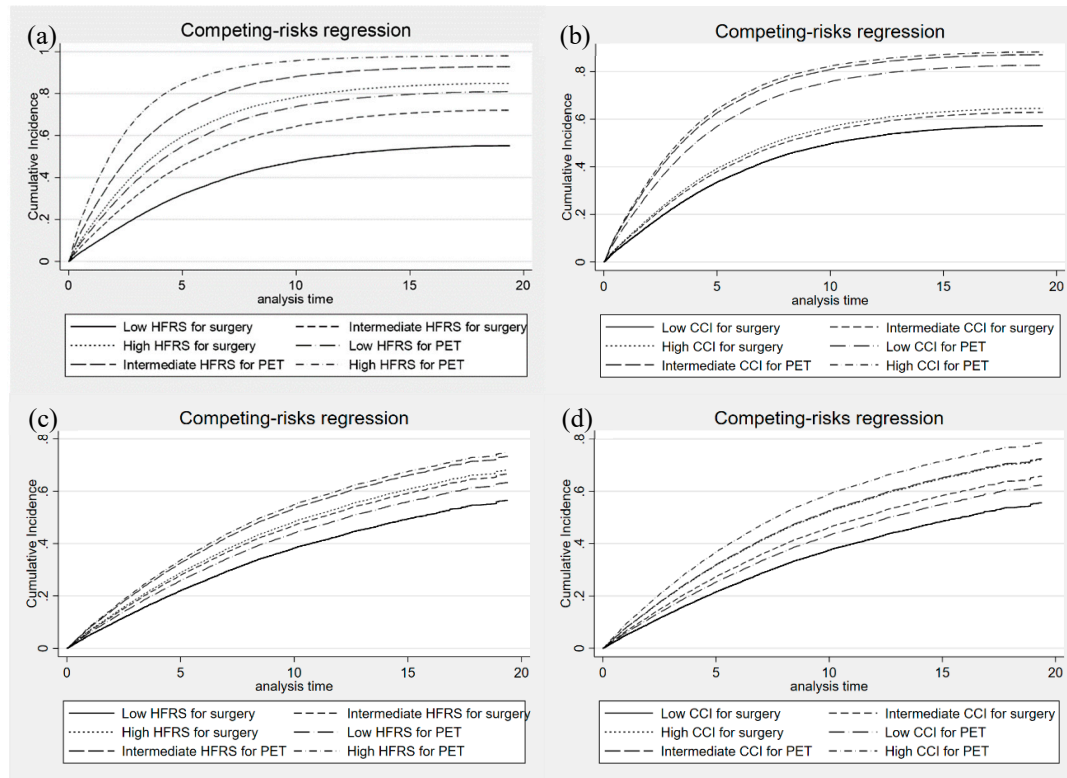 (a)
Competing-risks regression
Cumulative Incidence
0 .2 .4 .6 .8 1
0 5 10 15 20
analysis time
Low HFRS for surgery Intermediate HFRS for surgery
High HFRS for surgery Low HFRS for PET
Intermediate HFRS for PET High HFRS for PET
(b)
Competing-risks regression
Cumulative Incidence
0 .2 .4 .6 .8
0 5 10 15 20
analysis time
Low CCI for surgery Intermediate CCI for surgery
High CCI for surgery Low CCI for PET
Intermediate CCI for PET High CCI for PET
(c)
Competing-risks regression
Cumulative Incidence
0 .2 .4 .6 .8
0 5 10 15 20
analysis time
Low HFRS for surgery Intermediate HFRS for surgery
High HFRS for surgery Low HFRS for PET
Intermediate HFRS for PET High HFRS for PET
(d)
Competing-risks regression
Cumulative Incidence
0 .2 .4 .6 .8
0 5 10 15 20
analysis time
Low CCI for surgery Intermediate CCI for surgery
High CCI for surgery Low CCI for PET
Intermediate CCI for PET High CCI for PET